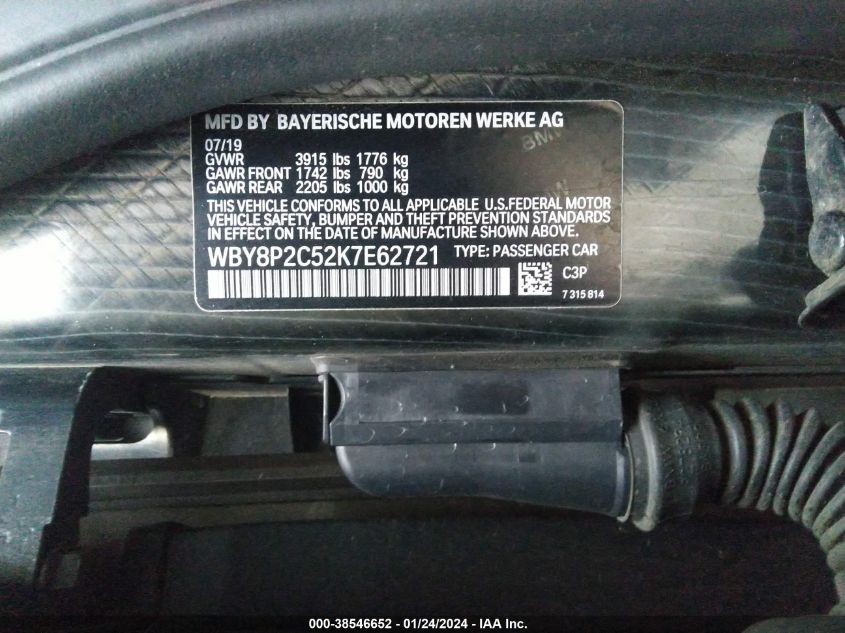 MFD BY BAYERISCHE MOTOREN WERKE AG
07/19
GVWR 3915 lbs 1776 kg
GAWR FRONT 1742 lbs 790 kg
GAWR REAR 2205 lbs 1000 kg
THIS VEHICLE CONFORMS TO ALL APPLICABLE U.S.FEDERAL MOTOR
VEHICLE SAFETY, BUMPER AND THEFT PREVENTION STANDARDS
IN EFFECT ON THE DATE OF MANUFACTURE SHOWN ABOVE.
WBY8P2C52K7E62721 TYPE: PASSENGER CAR
C3P
7 315 814
BMW
000-38546652 - 01/24/2024 - IAA Inc.